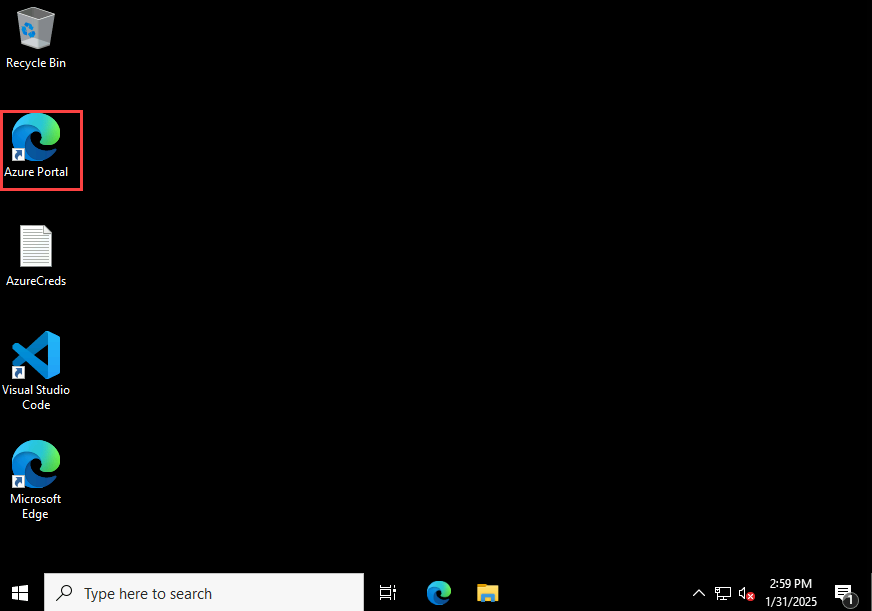 Recycle Bin
Azure Portal
AzureCreds
Visual Studio
Code
Microsoft
Edge
Type here to search
2:59 PM
1/31/2025
1